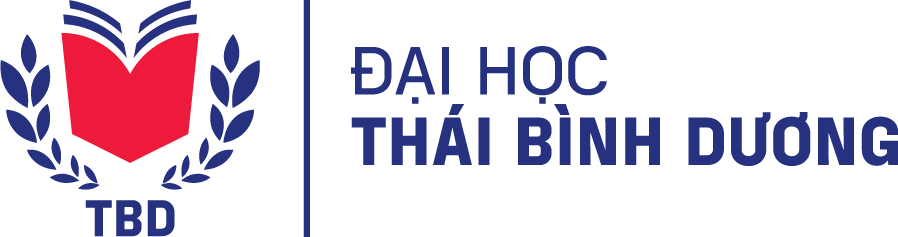 TBD
ĐẠI HỌC
THÁI BÌNH DƯƠNG